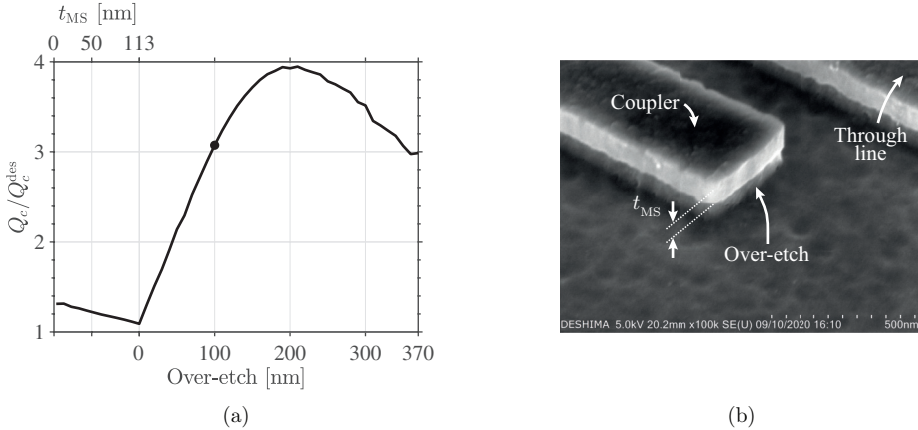 t_MS [nm]
0 50 113
4
3
2
1
Q_c/Q_c^des
0 100 200 300 370
Over-etch [nm]
(a)
Coupler
Through
line
t_MS
Over-etch
DESHIMA 5.0kV 20.2mm x100k SE(U) 09/10/2020 16:10 500nm
(b)